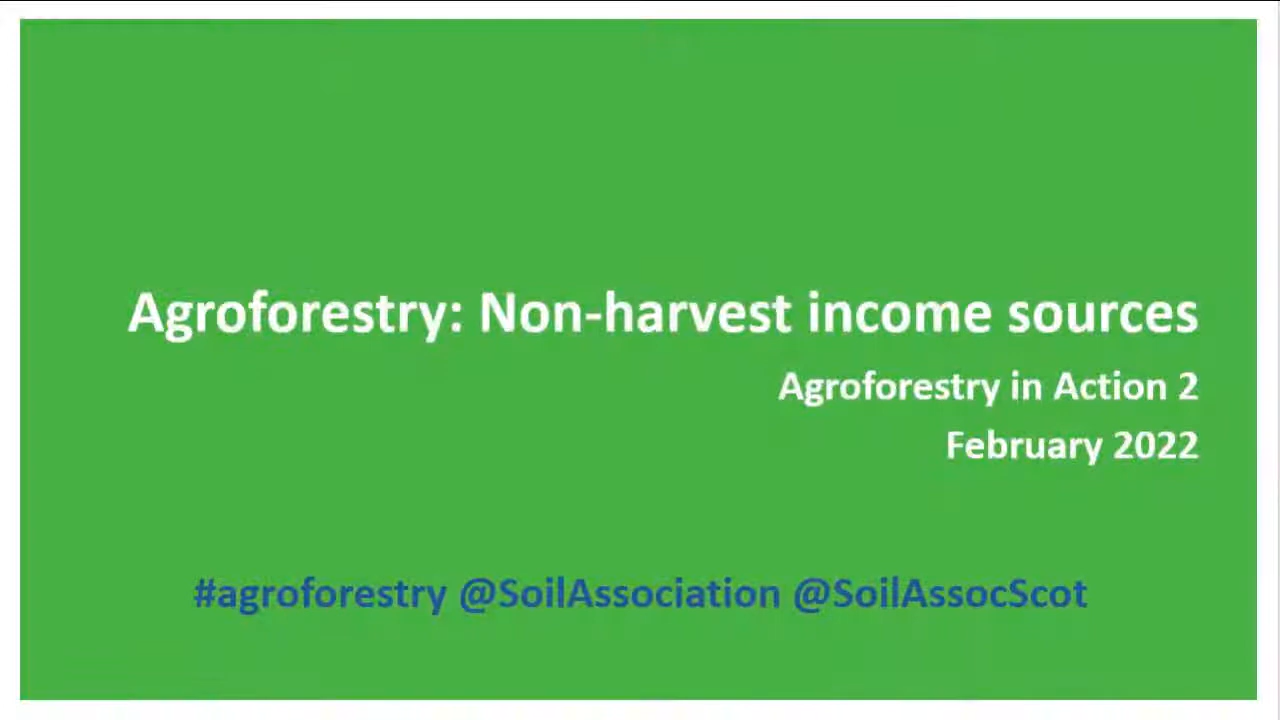 Agroforestry: Non-harvest income sources
Agroforestry in Action 2
February 2022
#agroforestry @SoilAssociation @SoilAssocScot